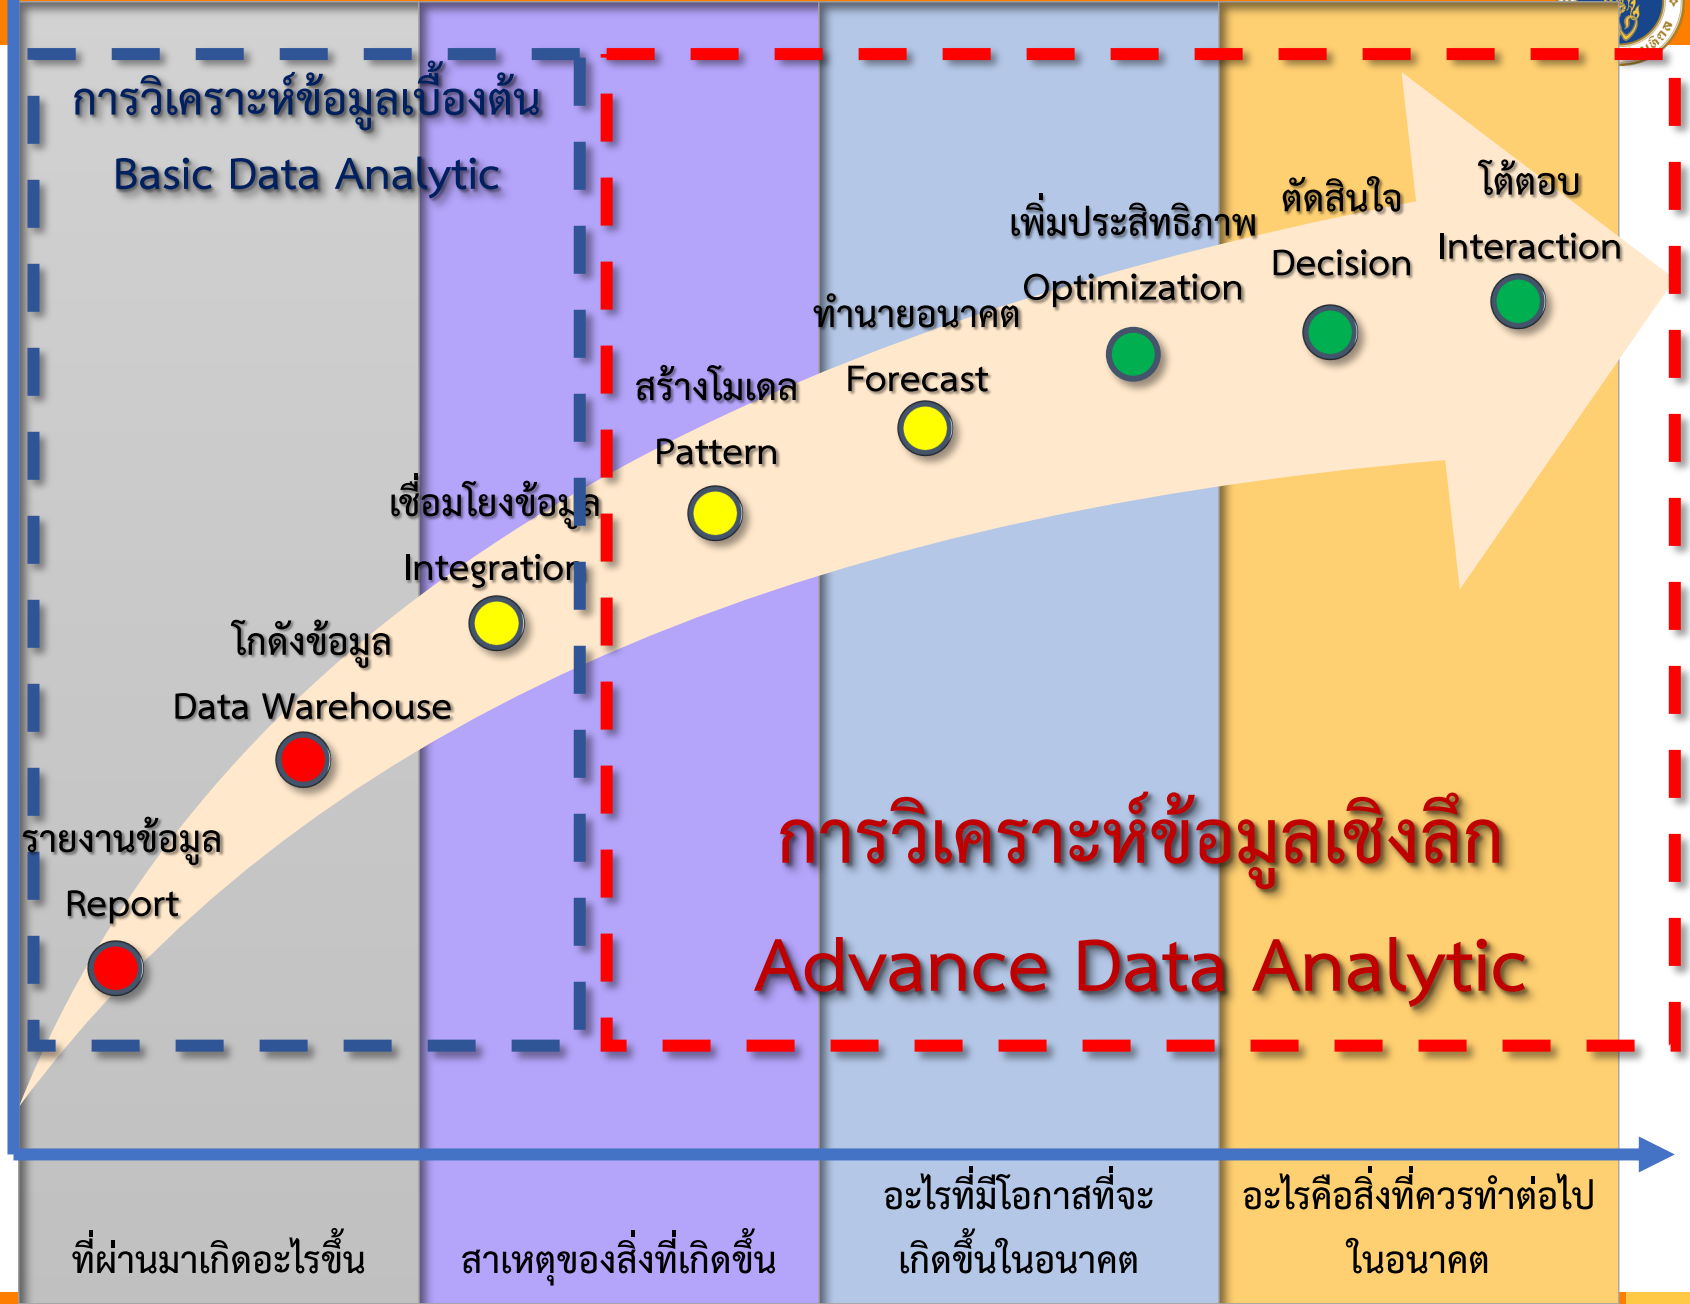 การวิเคราะห์ข้อมูลเบื้องต้น
Basic Data Analytic
โต้ตอบ
Interaction
ตัดสินใจ
Decision
เพิ่มประสิทธิภาพ
Optimization
ทำนายอนาคต
Forecast
สร้างโมเดล
Pattern
เชื่อมโยงข้อมูล
Integration
โกดังข้อมูล
Data Warehouse
รายงานข้อมูล
Report
การวิเคราะห์ข้อมูลเชิงลึก
Advance Data Analytic
ที่ผ่านมาเกิดอะไรขึ้น
สาเหตุของสิ่งที่เกิดขึ้น
อะไรที่มีโอกาสที่จะ
เกิดขึ้นในอนาคต
อะไรคือสิ่งที่ควรทำต่อไป
ในอนาคต